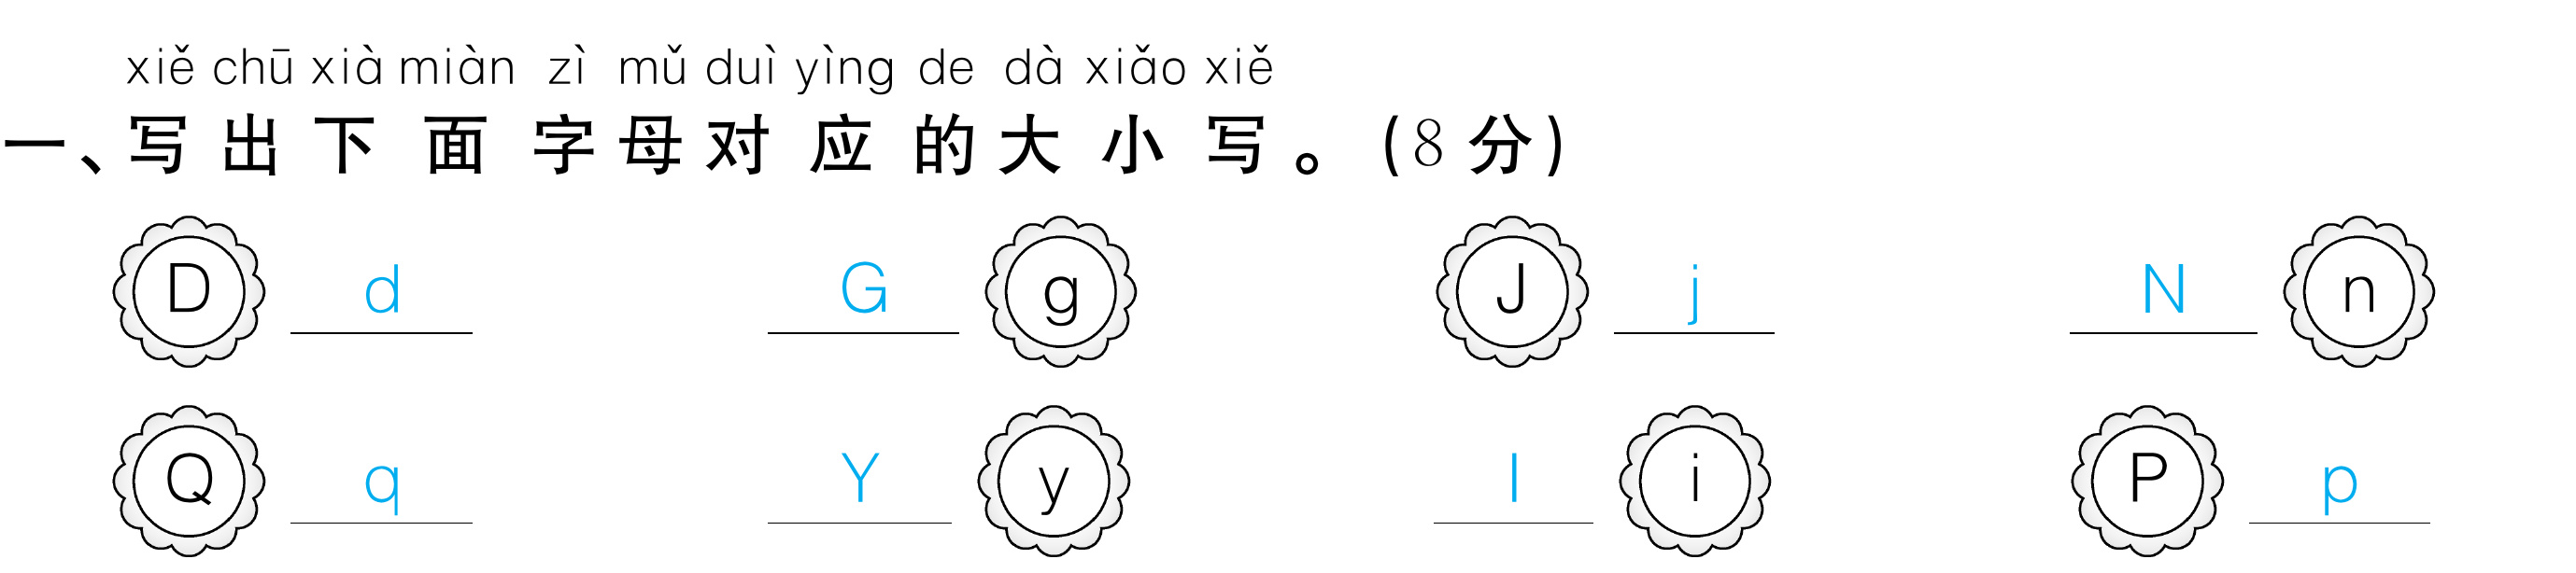 xiě chū xià miàn zì mǔ duì yìng de dà xiǎo xiě
一、写出下面字母对应的大小写。(8 分)
D d G g J j N n
Q q Y y I i P p